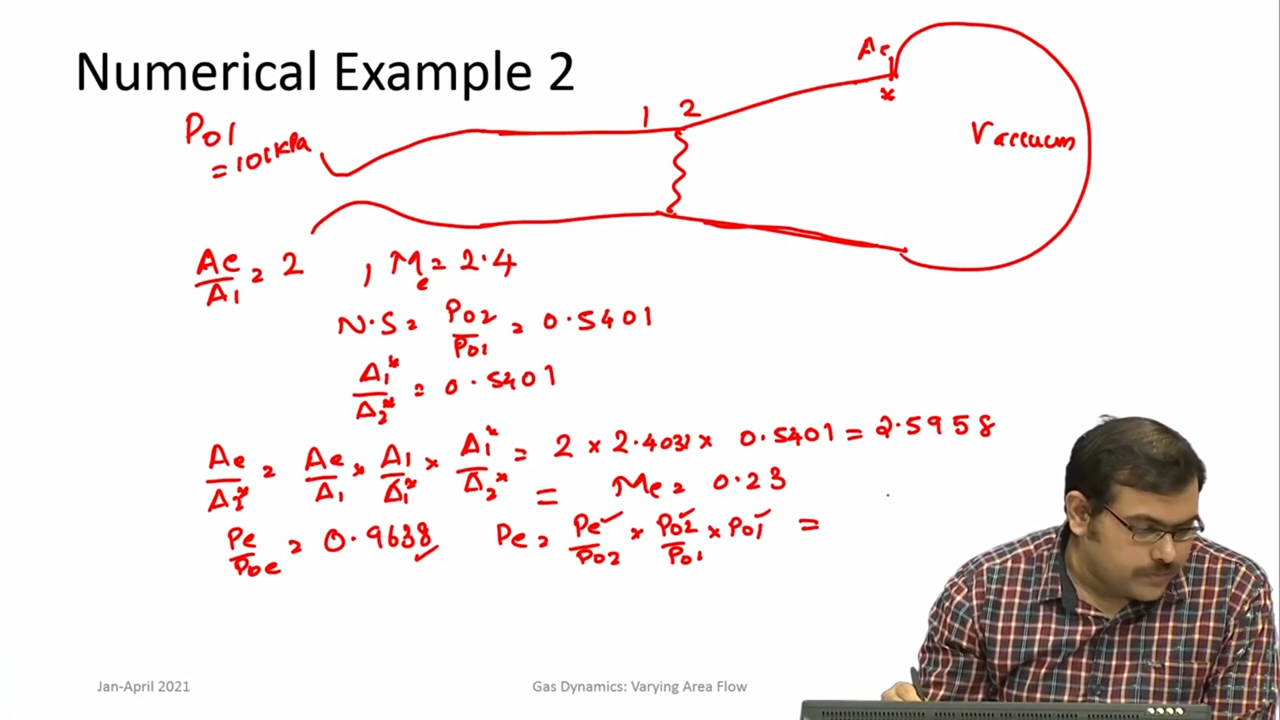 Numerical Example 2
Ae
*
1 2
P01
= 101 kPa
Vaccuum
Ae/A1 = 2 , Me = 2.4
N.S = P02/P01 = 0.5401
A1*/A2* = 0.5401
Ae/A2* = Ae/A1 × A1/A1* × A1*/A2* = 2 × 2.4031 × 0.5401 = 2.5958
= Me = 0.23
Pe/P0e = 0.9638 ✓ Pe = Pe/P02 ✓ × P02/P01 ✓ × P01 ✓ =
Jan-April 2021
Gas Dynamics: Varying Area Flow